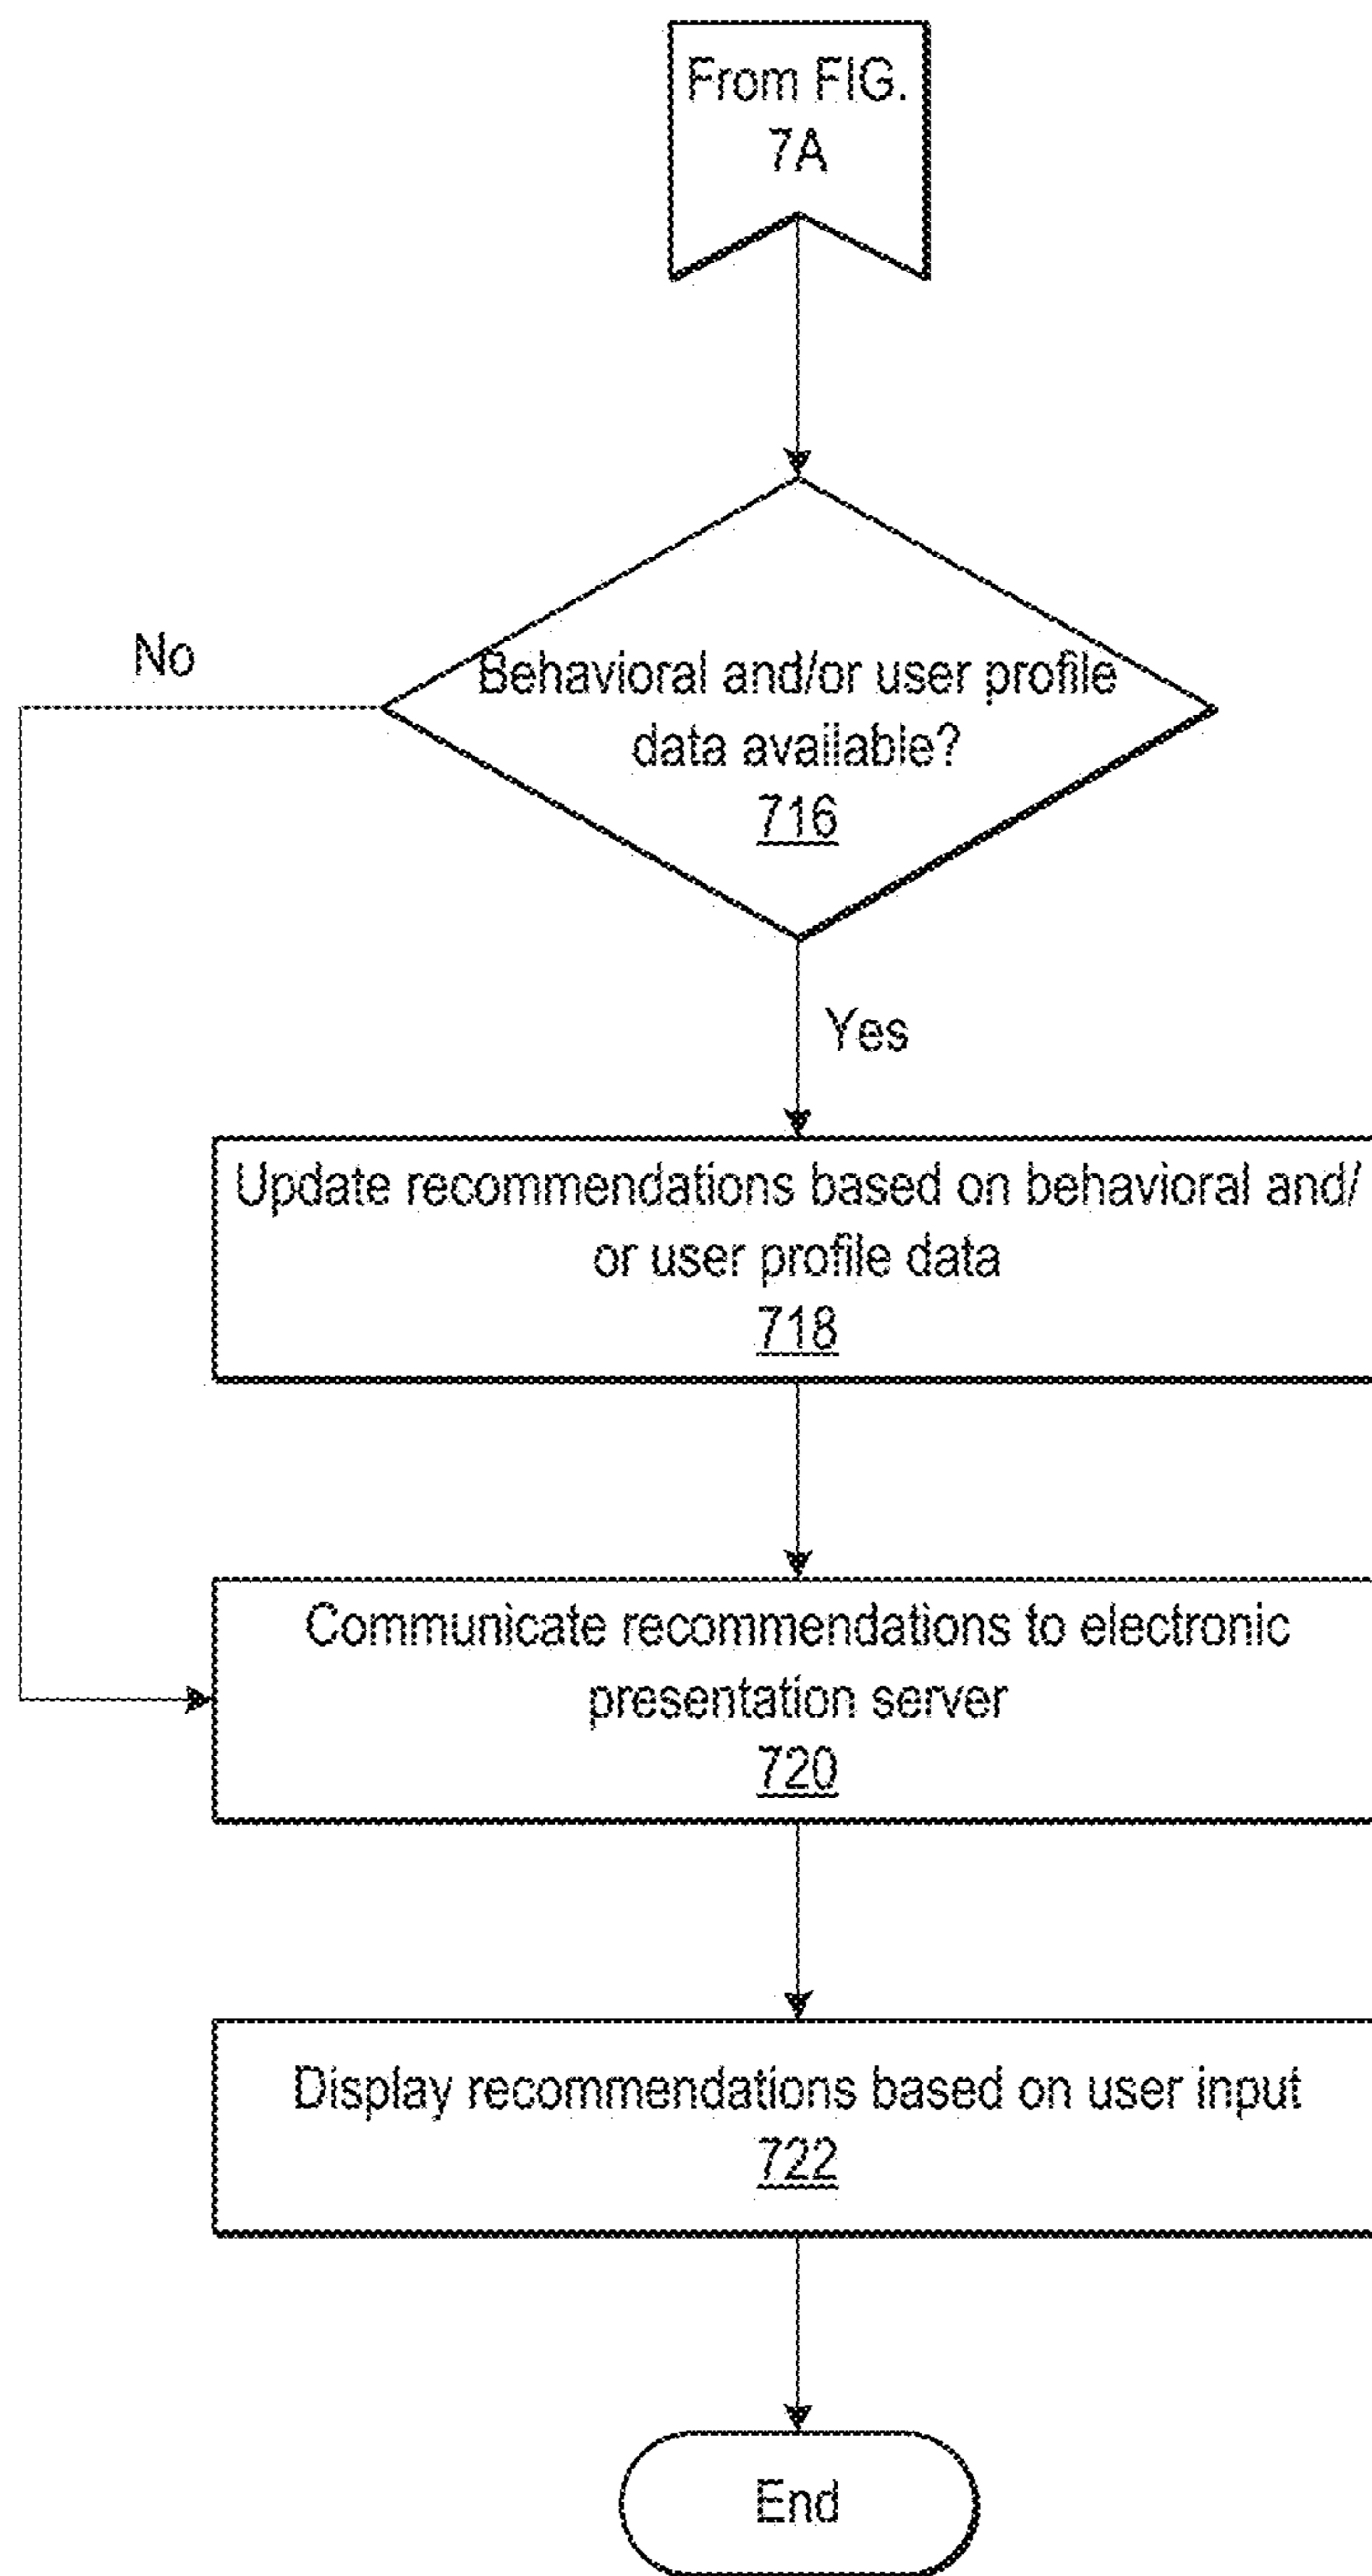 From FIG.
7A
No
Behavioral and/or user profile
data available?
716
Yes
Update recommendations based on behavioral and/
or user profile data
718
Communicate recommendations to electronic
presentation server
720
Display recommendations based on user input
722
End